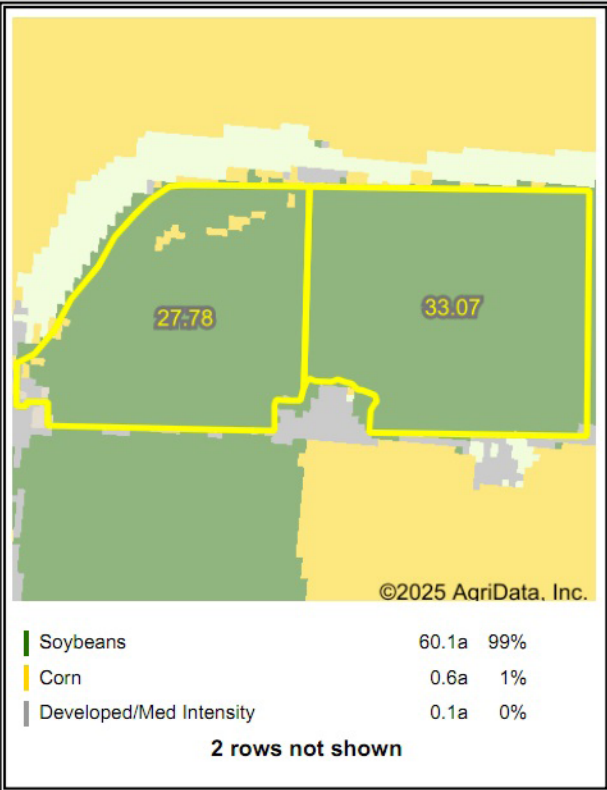 27.78
33.07
©2025 AgriData, Inc.
Soybeans 60.1a 99%
Corn 0.6a 1%
Developed/Med Intensity 0.1a 0%
2 rows not shown